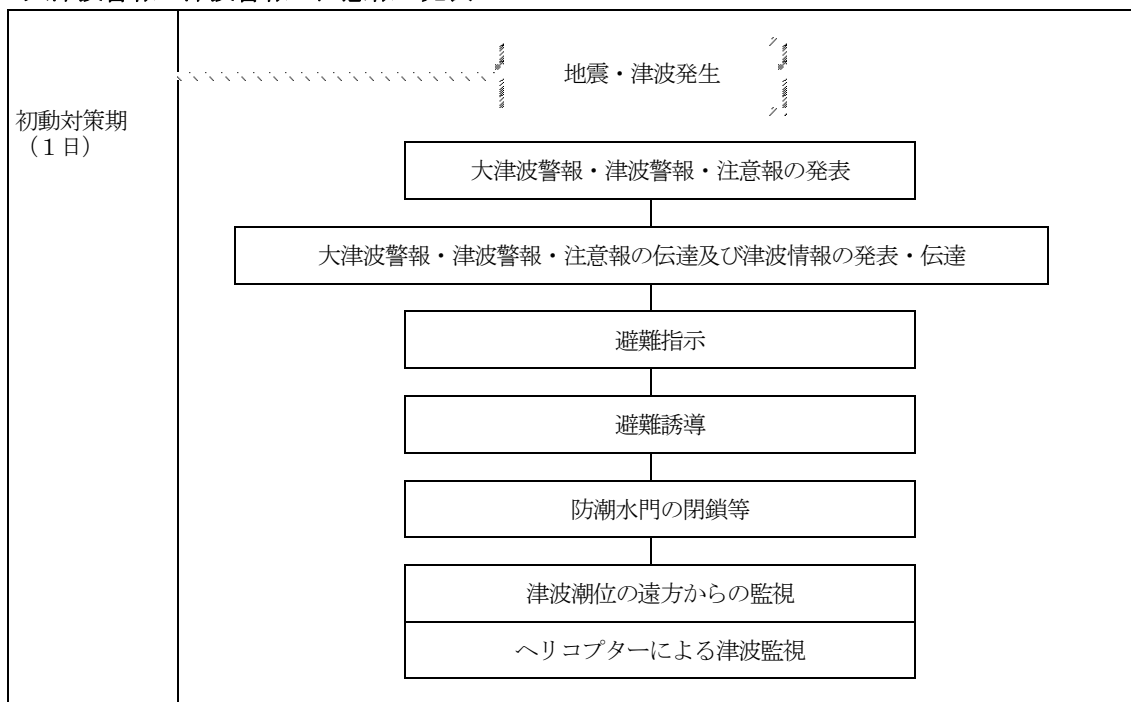 地震・津波発生
初動対策期
（１日）
大津波警報・津波警報・注意報の発表
大津波警報・津波警報・注意報の伝達及び津波情報の発表・伝達
避難指示
避難誘導
防潮水門の閉鎖等
津波潮位の遠方からの監視
ヘリコプターによる津波監視